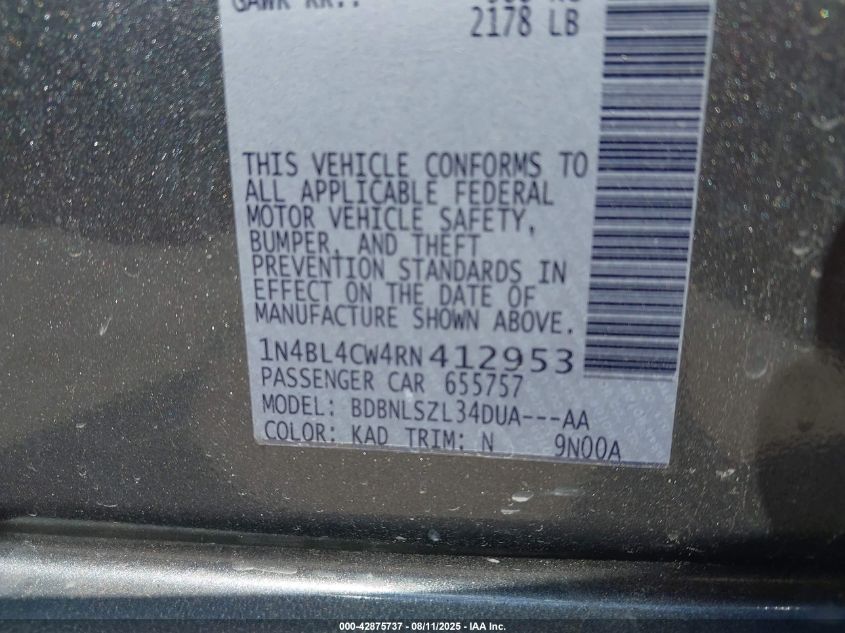 GAWR RR.:
2178 LB
THIS VEHICLE CONFORMS TO
ALL APPLICABLE FEDERAL
MOTOR VEHICLE SAFETY,
BUMPER, AND THEFT
PREVENTION STANDARDS IN
EFFECT ON THE DATE OF
MANUFACTURE SHOWN ABOVE.
1N4BL4CW4RN412953
PASSENGER CAR 655757
MODEL: BDBNLSZL34DUA---AA
COLOR: KAD TRIM: N 9N00A
000-42875737 - 08/11/2025 - IAA Inc.